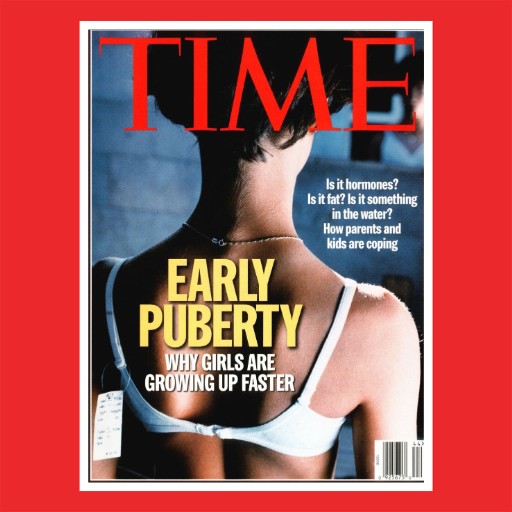 TIME
Is it hormones?
Is it fat? Is it something
in the water?
How parents and
kids are coping
EARLY
PUBERTY
WHY GIRLS ARE
GROWING UP FASTER